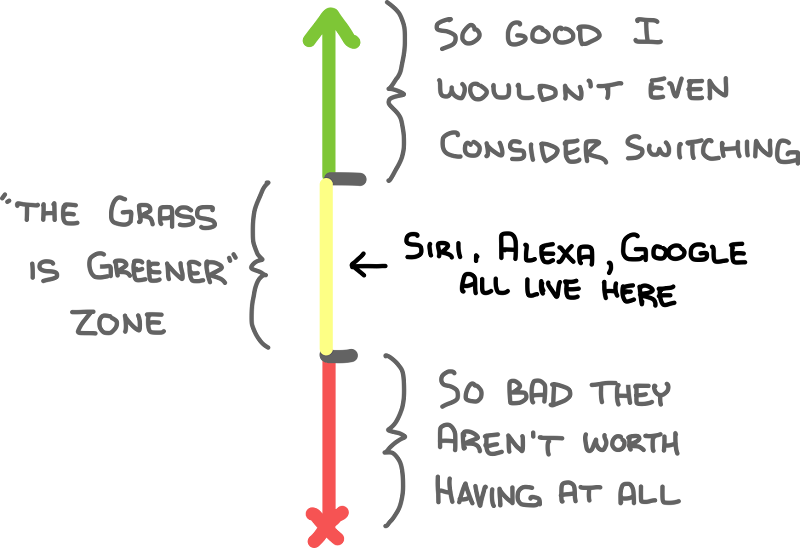 SO GOOD I
WOULDN'T EVEN
CONSIDER SWITCHING
"THE GRASS
IS GREENER"
ZONE
← SIRI, ALEXA, GOOGLE
ALL LIVE HERE
SO BAD THEY
AREN'T WORTH
HAVING AT ALL